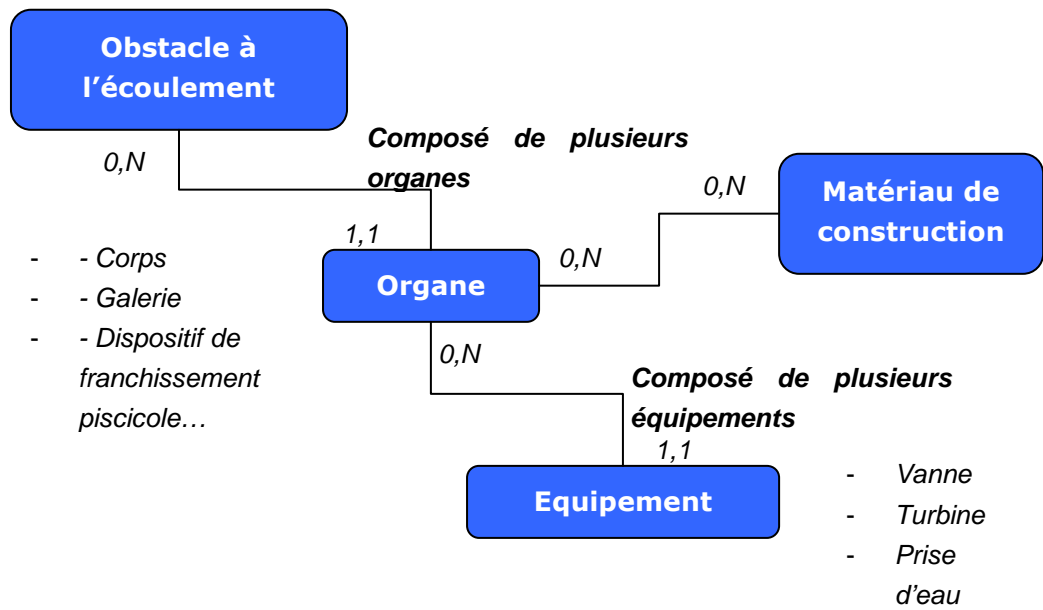 Obstacle à
l’écoulement
0,N
Composé de plusieurs
organes
0,N
Matériau de
construction
1,1
0,N
Organe
- - Corps
- - Galerie
- - Dispositif de
franchissement
piscicole…
0,N
Composé de plusieurs
équipements
1,1
Equipement
- Vanne
- Turbine
- Prise
d’eau